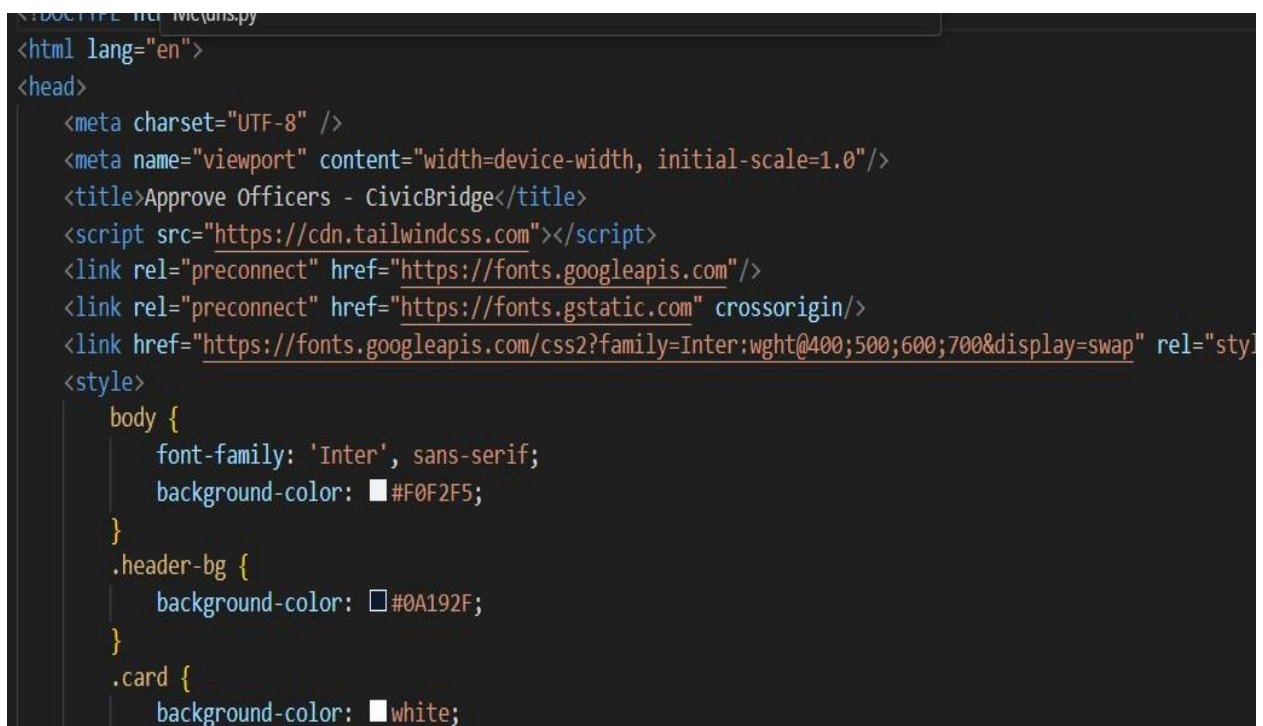 <!DOCTYPE
<html lang="en">
<head>
<meta charset="UTF-8" />
<meta name="viewport" content="width=device-width, initial-scale=1.0"/>
<title>Approve Officers - CivicBridge</title>
<script src="https://cdn.tailwindcss.com"></script>
<link rel="preconnect" href="https://fonts.googleapis.com"/>
<link rel="preconnect" href="https://fonts.gstatic.com" crossorigin/>
<link href="https://fonts.googleapis.com/css2?family=Inter:wght@400;500;600;700&display=swap" rel="styl
<style>
body {
font-family: 'Inter', sans-serif;
background-color: #F0F2F5;
}
.header-bg {
background-color: #0A192F;
}
.card {
background-color: white;